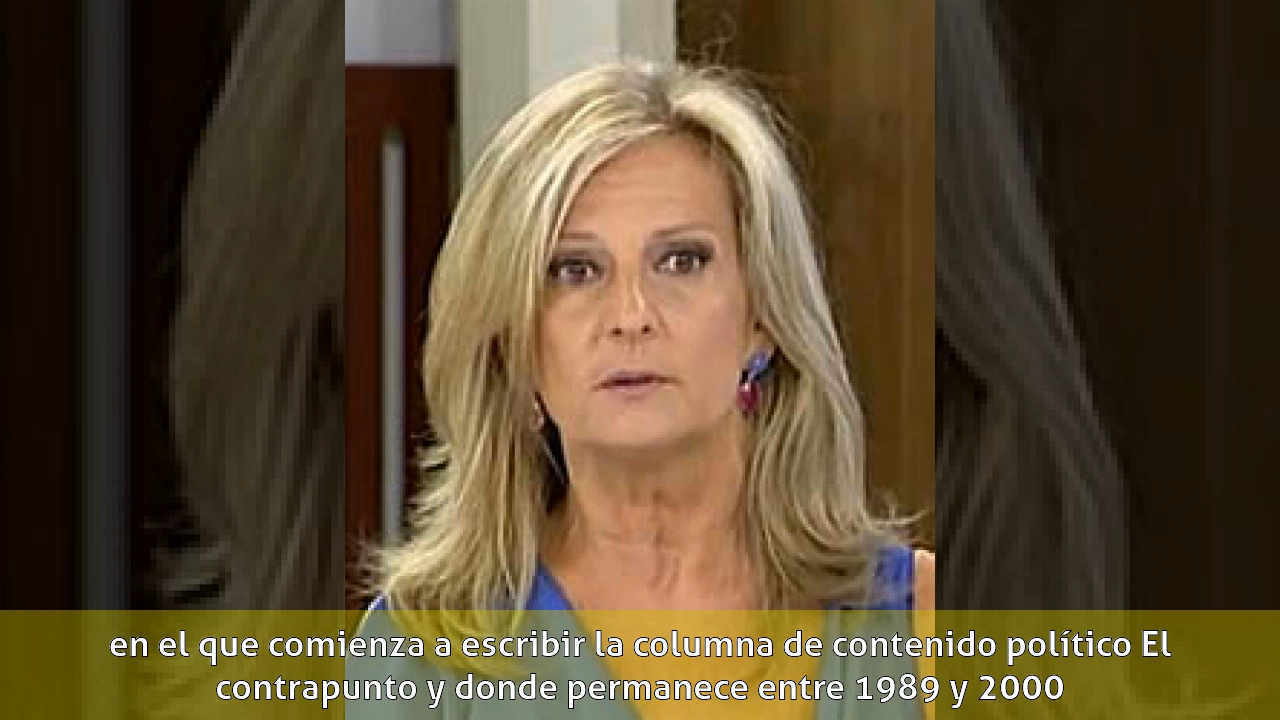 en el que comienza a escribir la columna de contenido político El
contrapunto y donde permanece entre 1989 y 2000